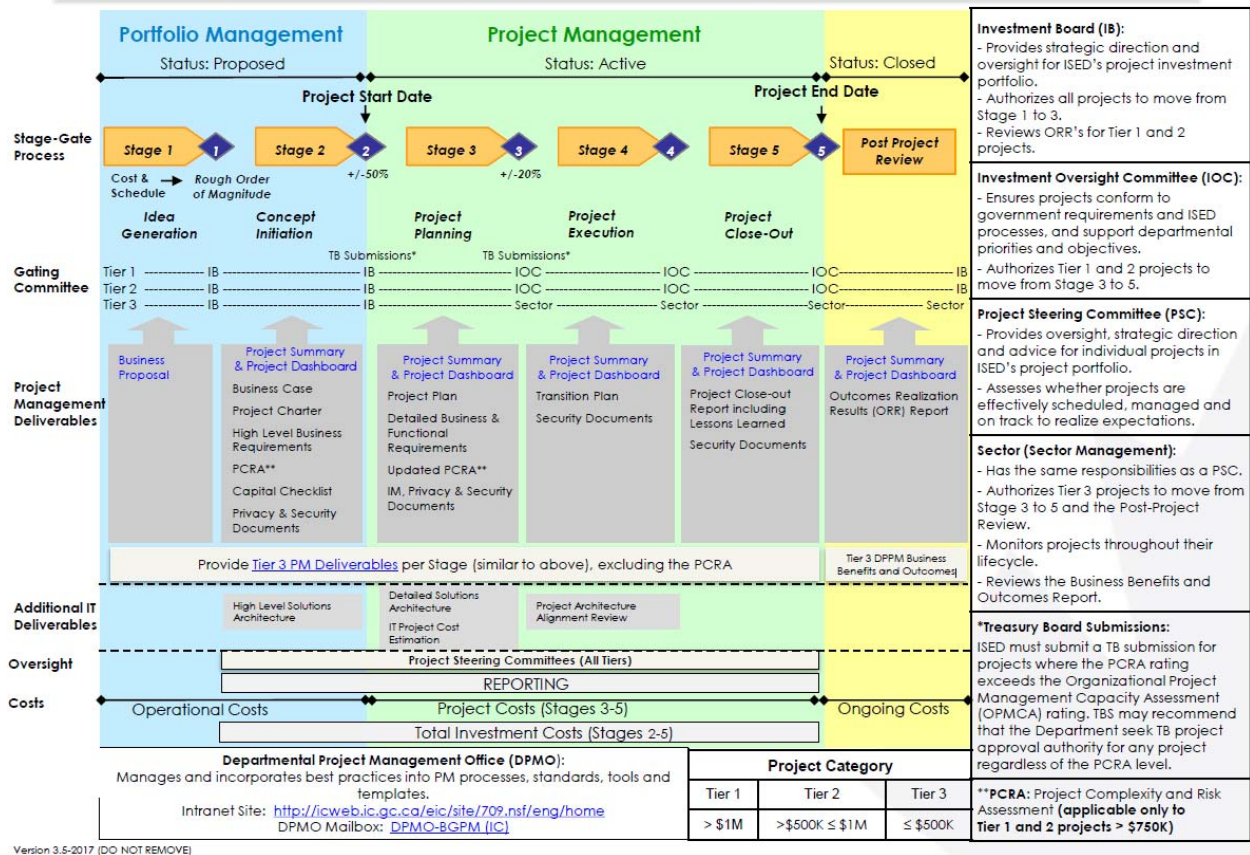 Portfolio Management
Project Management
Status: Proposed
Status: Active
Status: Closed
Project Start Date
Project End Date
Stage-Gate
Process
Stage 1
1
Stage 2
2
Stage 3
3
Stage 4
4
Stage 5
5
Post Project
Review
+/-50%
+/-20%
Cost &
Schedule
Rough Order
of Magnitude
Idea
Generation
Concept
Initiation
Project
Planning
Project
Execution
Project
Close-Out
TB Submissions*
TB Submissions*
Gating
Committee
Tier 1 ------------ IB ---------------------- IB ---------------------- IOC ---------------------- IOC ---------------------- IOC ---------------------- IB
Tier 2 ------------ IB ---------------------- IB ---------------------- IOC ---------------------- IOC ---------------------- IOC ---------------------- IB
Tier 3 ------------ IB ---------------------- IB ---------------------- Sector ---------------------- Sector ---------------------- Sector ---------------------- Sector
Project
Management
Deliverables
Business
Proposal
Project Summary
& Project Dashboard
Business Case
Project Charter
High Level Business
Requirements
PCRA**
Capital Checklist
Privacy & Security
Documents
Project Summary
& Project Dashboard
Project Plan
Detailed Business &
Functional
Requirements
Updated PCRA**
IM, Privacy & Security
Documents
Project Summary
& Project Dashboard
Transition Plan
Security Documents
Project Summary
& Project Dashboard
Project Close-out
Report including
Lessons Learned
Security Documents
Project Summary
& Project Dashboard
Outcomes Realization
Results (ORR) Report
Provide Tier 3 PM Deliverables per Stage (similar to above), excluding the PCRA
Tier 3 DPPM Business
Benefits and Outcomes
Additional IT
Deliverables
High Level Solutions
Architecture
Detailed Solutions
Architecture
IT Project Cost
Estimation
Project Architecture
Alignment Review
Oversight
Project Steering Committees (All Tiers)
REPORTING
Costs
Operational Costs
Project Costs (Stages 3-5)
Ongoing Costs
Total Investment Costs (Stages 2-5)
Departmental Project Management Office (DPMO):
Manages and incorporates best practices into PM processes, standards, tools and
templates.
Intranet Site: http://icweb.ic.gc.ca/eic/site/709.nsf/eng/home
DPMO Mailbox: DPMO-BGPM (IC)
Project Category
Tier 1
Tier 2
Tier 3
> $1M
>$500K ≤ $1M
≤ $500K
Version 3.5-2017 (DO NOT REMOVE)
Investment Board (IB):
- Provides strategic direction and
oversight for ISED's project investment
portfolio.
- Authorizes all projects to move from
Stage 1 to 3.
- Reviews ORR's for Tier 1 and 2
projects.
Investment Oversight Committee (IOC):
- Ensures projects conform to
government requirements and ISED
processes, and support departmental
priorities and objectives.
- Authorizes Tier 1 and 2 projects to
move from Stage 3 to 5.
Project Steering Committee (PSC):
- Provides oversight, strategic direction
and advice for individual projects in
ISED's project portfolio.
- Assesses whether projects are
effectively scheduled, managed and
on track to realize expectations.
Sector (Sector Management):
- Has the same responsibilities as a PSC.
- Authorizes Tier 3 projects to move from
Stage 3 to 5 and the Post-Project
Review.
- Monitors projects throughout their
lifecycle.
- Reviews the Business Benefits and
Outcomes Report.
*Treasury Board Submissions:
ISED must submit a TB submission for
projects where the PCRA rating
exceeds the Organizational Project
Management Capacity Assessment
(OPMCA) rating. TBS may recommend
that the Department seek TB project
approval authority for any project
regardless of the PCRA level.
**PCRA: Project Complexity and Risk
Assessment (applicable only to
Tier 1 and 2 projects > $750K)